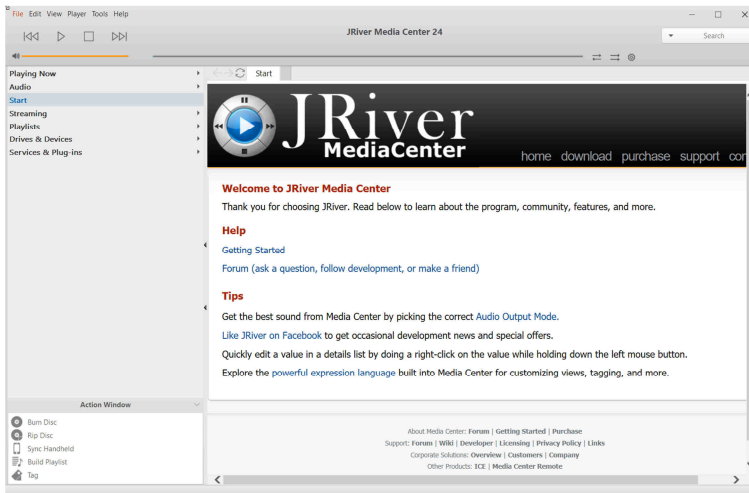 File Edit View Player Tools Help
JRiver Media Center 24
Search
Playing Now
Audio
Start
Streaming
Playlists
Drives & Devices
Services & Plug-ins
Start
JRiver
MediaCenter
home download purchase support con
Welcome to JRiver Media Center
Thank you for choosing JRiver. Read below to learn about the program, community, features, and more.
Help
Getting Started
Forum (ask a question, follow development, or make a friend)
Tips
Get the best sound from Media Center by picking the correct Audio Output Mode.
Like JRiver on Facebook to get occasional development news and special offers.
Quickly edit a value in a details list by doing a right-click on the value while holding down the left mouse button.
Explore the powerful expression language built into Media Center for customizing views, tagging, and more.
Action Window
Burn Disc
Rip Disc
Sync Handheld
Build Playlist
Tag
About Media Center: Forum | Getting Started | Purchase
Support: Forum | Wiki | Developer | Licensing | Privacy Policy | Links
Corporate Solutions: Overview | Customers | Company
Other Products: ICE | Media Center Remote